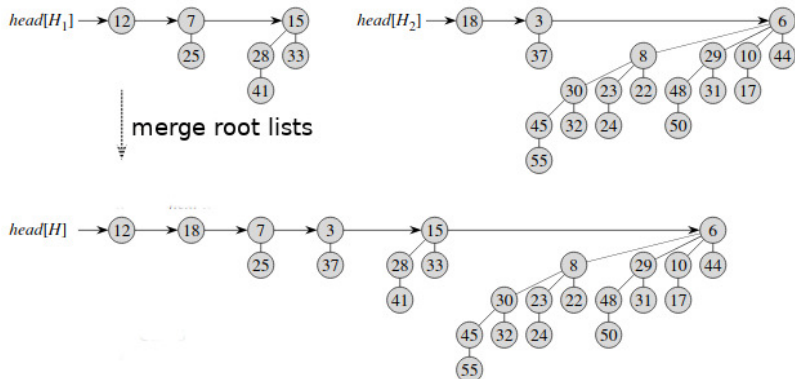 head[H1] 12 7 15 head[H2] 18 3 6
25 28 33 37 8 29 10 44
41 30 23 22 48 31 17
45 32 24 50
merge root lists
55
head[H] 12 18 7 3 15 6
25 37 28 33 8 29 10 44
41 30 23 22 48 31 17
45 32 24 50
55